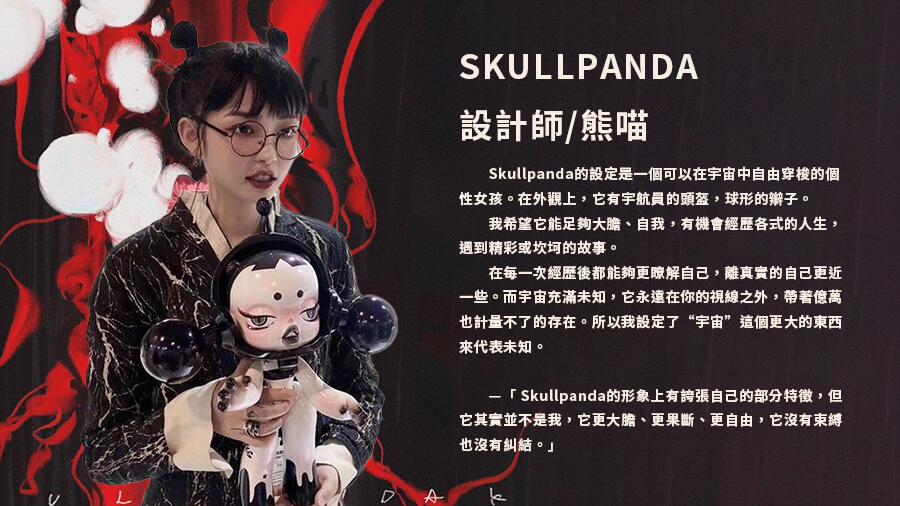 SKULLPANDA
設計師/熊喵
Skullpanda的設定是一個可以在宇宙中自由穿梭的個
性女孩。在外觀上，它有宇航員的頭盔，球形的辮子。
我希望它能足夠大膽、自我，有機會經歷各式的人生，
遇到精彩或坎坷的故事。
在每一次經歷後都能夠更瞭解自己，離真實的自己更近
一些。而宇宙充滿未知，它永遠在你的視線之外，帶著億萬
也計量不了的存在。所以我設定了“宇宙”這個更大的東西
來代表未知。
—「 Skullpanda的形象上有誇張自己的部分特徵，但
它其實並不是我，它更大膽、更果斷、更自由，它沒有束縛
也沒有糾結。」
U L DAK